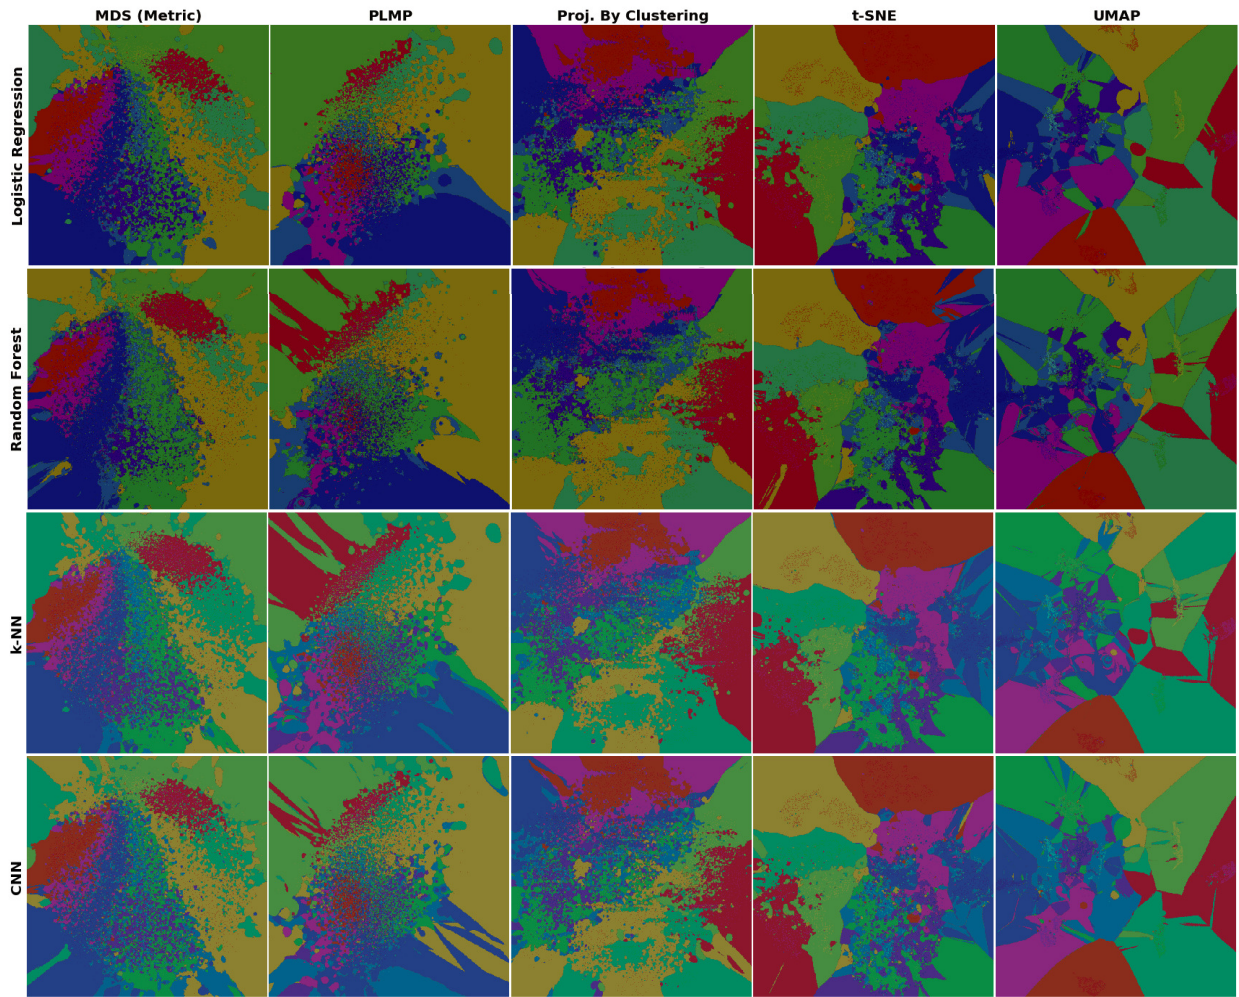 MDS (Metric) PLMP Proj. By Clustering t-SNE UMAP
Logistic Regression
Random Forest
k-NN
CNN